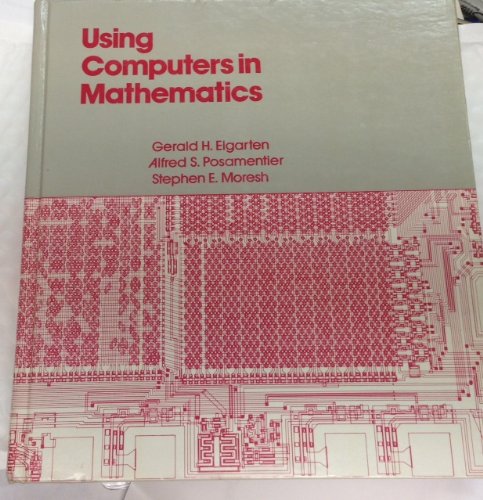 Using
Computers in
Mathematics
Gerald H. Elgarten
Alfred S. Posamentier
Stephen E. Moresh